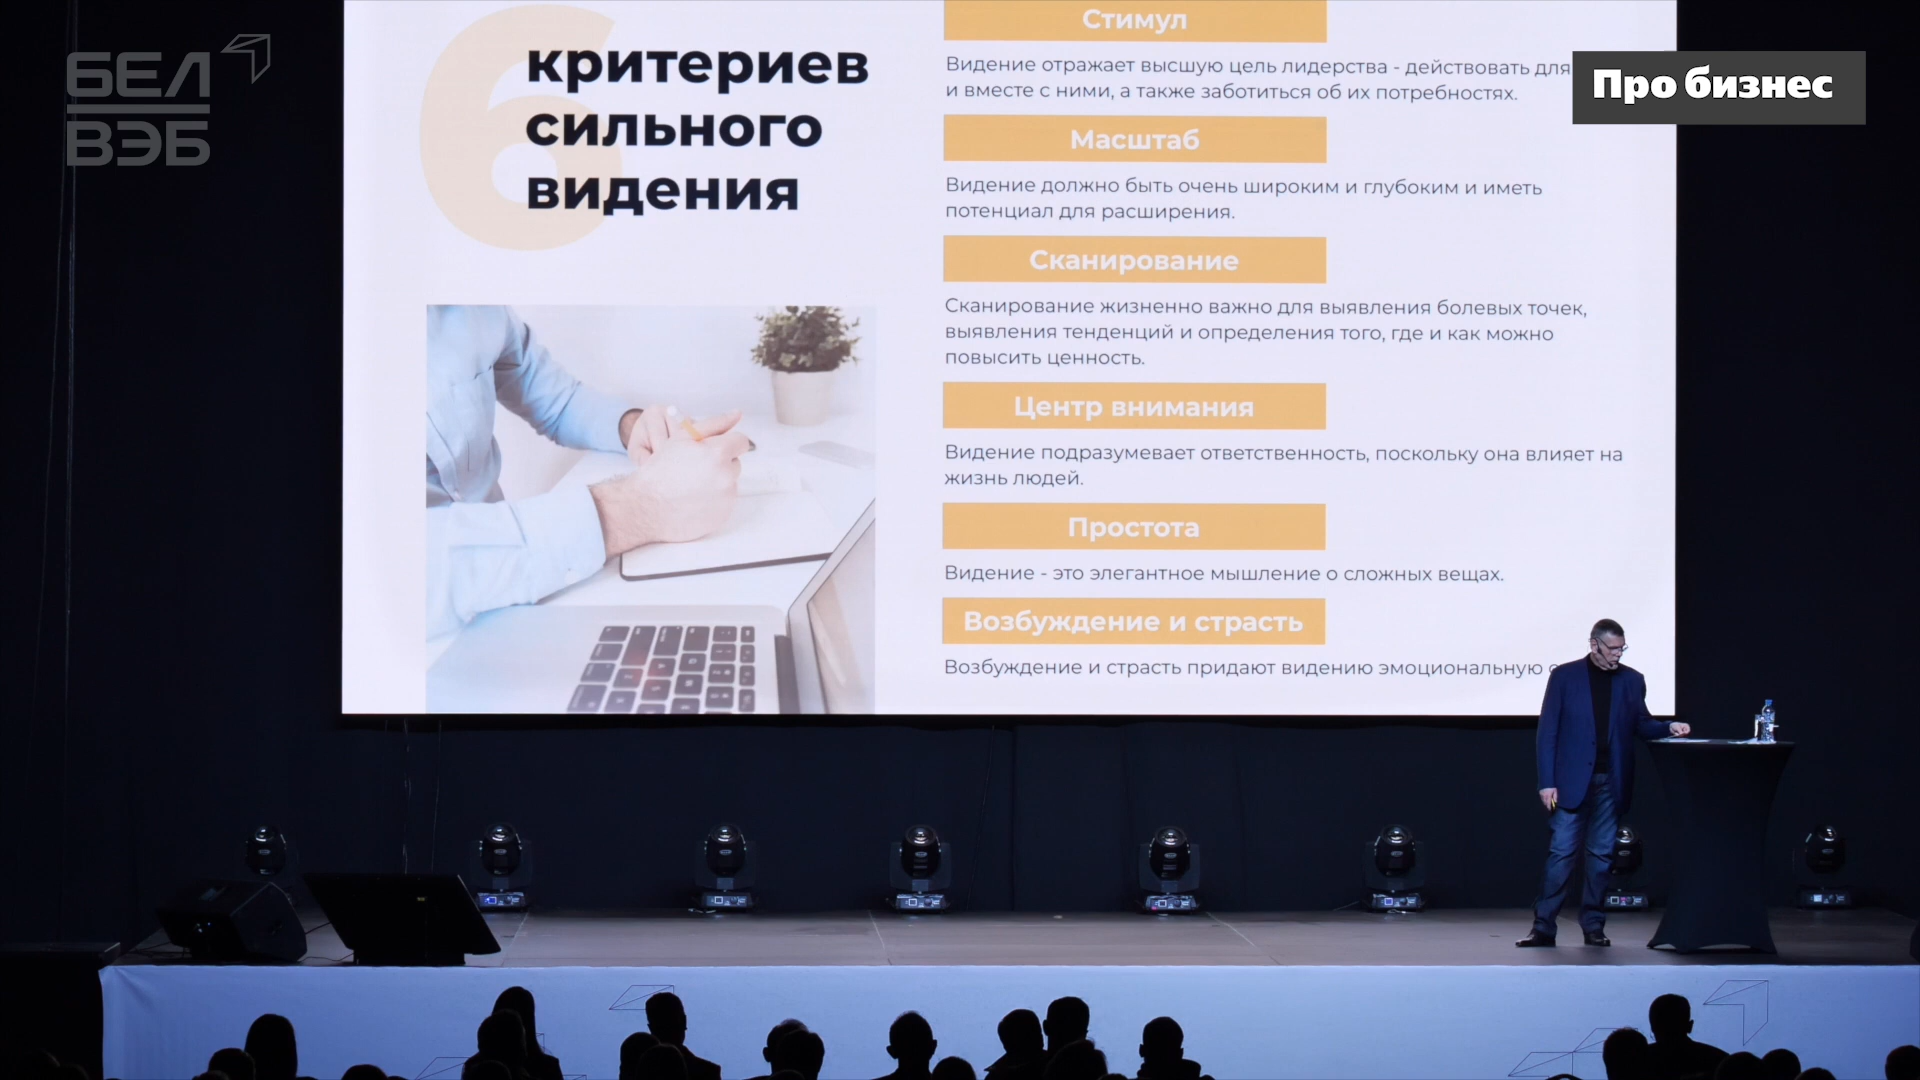 БЕЛ
ВЭБ
Про бизнес
6
критериев
сильного
видения
Стимул
Видение отражает высшую цель лидерства - действовать для
и вместе с ними, а также заботиться об их потребностях.
Масштаб
Видение должно быть очень широким и глубоким и иметь
потенциал для расширения.
Сканирование
Сканирование жизненно важно для выявления болевых точек,
выявления тенденций и определения того, где и как можно
повысить ценность.
Центр внимания
Видение подразумевает ответственность, поскольку она влияет на
жизнь людей.
Простота
Видение - это элегантное мышление о сложных вещах.
Возбуждение и страсть
Возбуждение и страсть придают видению эмоциональную